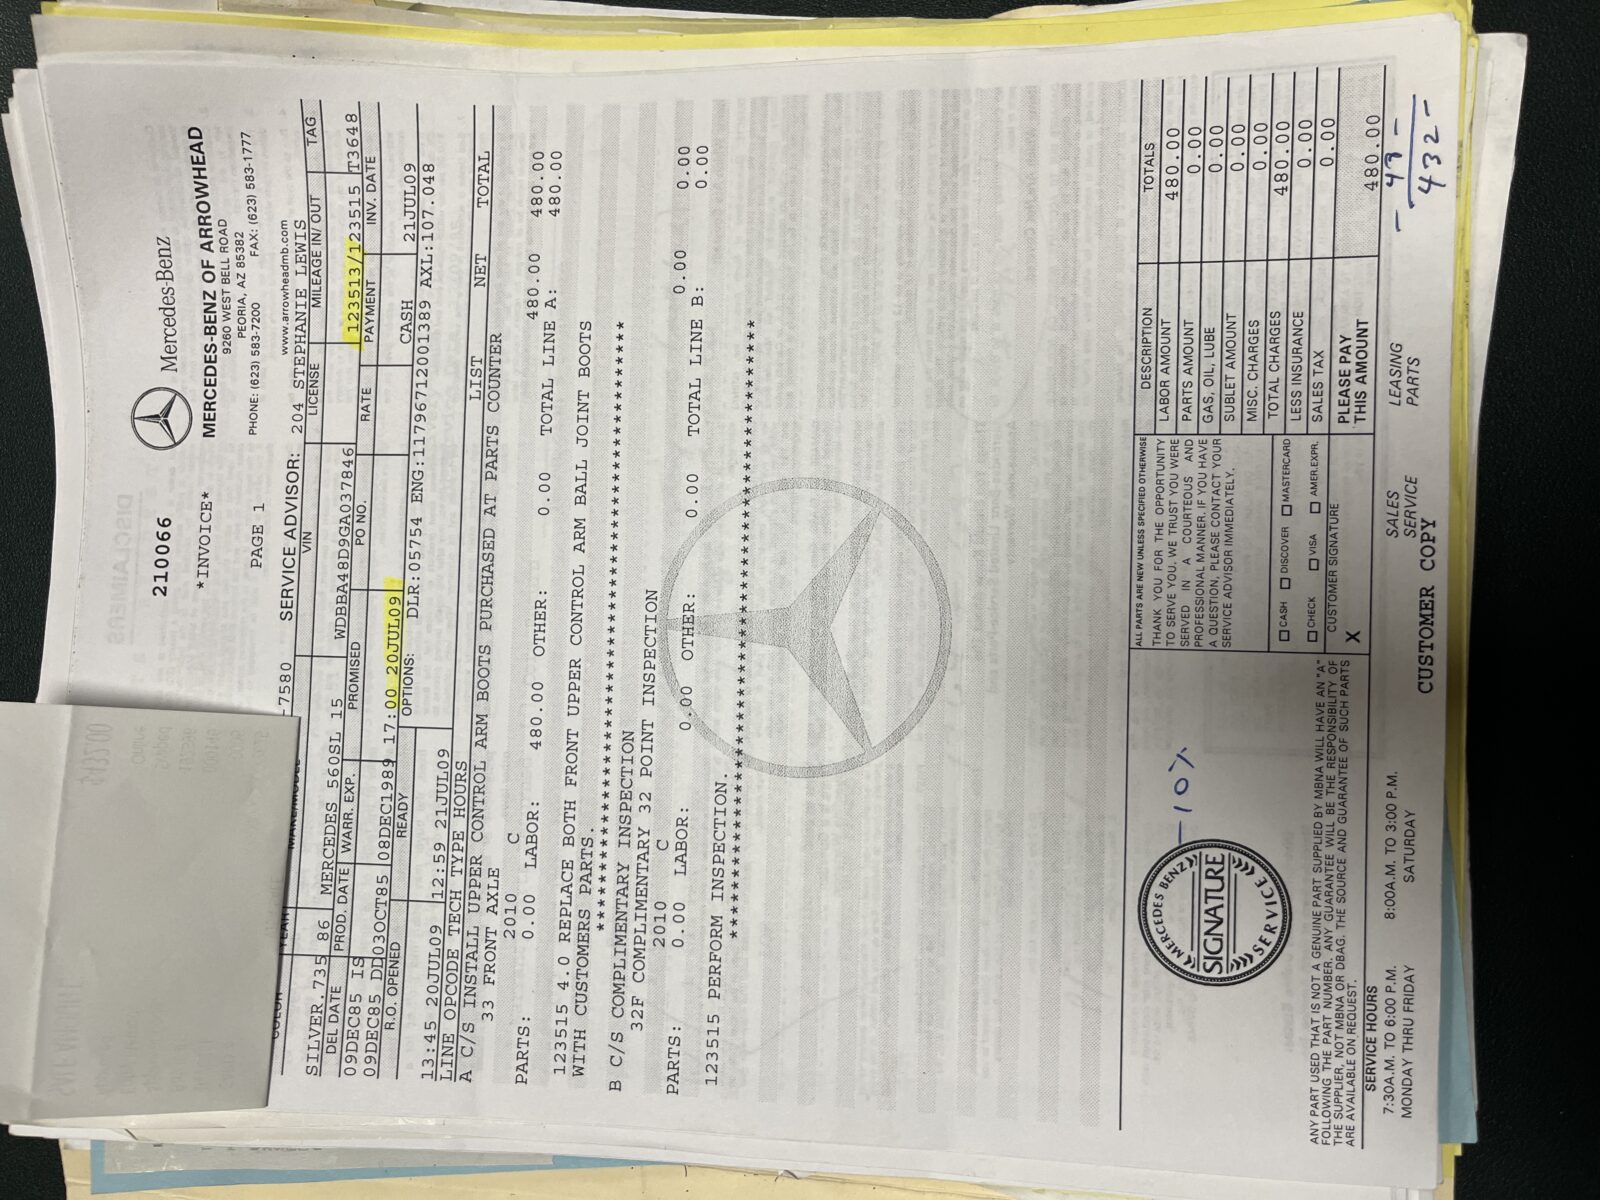 Mercedes-Benz
210066
*INVOICE*
MERCEDES-BENZ OF ARROWHEAD
9260 WEST BELL ROAD
PEORIA, AZ 85382
PHONE: (623) 583-7200 FAX: (623) 583-1777
PAGE 1
www.arrowheadmb.com
-7580 SERVICE ADVISOR: 204 STEPHANIE LEWIS
COLOR YEAR MAKE/MODEL VIN LICENSE MILEAGE IN/ OUT TAG
SILVER 735 86 MERCEDES 560SL 15 WDBBA48D9GA037846 123513/123515 T3648
DEL DATE PROD. DATE WARR. EXP. PROMISED PO NO. RATE PAYMENT INV. DATE
09DEC85 IS
09DEC85 DD 03OCT85 08DEC1989 17:00 20JUL09 CASH 21JUL09
R.O. OPENED READY OPTIONS: DLR:05754 ENG:11796712001389 AXL:107.048
13:45 20JUL09 12:59 21JUL09
LINE OPCODE TECH TYPE HOURS LIST NET TOTAL
A C/S INSTALL UPPER CONTROL ARM BOOTS PURCHASED AT PARTS COUNTER
33 FRONT AXLE
2010 C 480.00 480.00
PARTS: 0.00 LABOR: 480.00 OTHER: 0.00 TOTAL LINE A: 480.00
123515 4.0 REPLACE BOTH FRONT UPPER CONTROL ARM BALL JOINT BOOTS
WITH CUSTOMERS PARTS.
****************************************************
B C/S COMPLIMENTARY INSPECTION
32F COMPLIMENTARY 32 POINT INSPECTION
2010 C 0.00 0.00
PARTS: 0.00 LABOR: 0.00 OTHER: 0.00 TOTAL LINE B: 0.00
123515 PERFORM INSPECTION.
****************************************************
MERCEDES BENZ
SIGNATURE
SERVICE
-10%
ANY PART USED THAT IS NOT A GENUINE PART SUPPLIED BY MBNA WILL HAVE AN "A"
FOLLOWING THE PART NUMBER. ANY GUARANTEE WILL BE THE RESPONSIBILITY OF
THE SUPPLIER, NOT MBNA OR DBAG. THE SOURCE AND GUARANTEE OF SUCH PARTS
ARE AVAILABLE ON REQUEST.
SERVICE HOURS
7:30A.M. TO 6:00 P.M. 8:00A.M. TO 3:00 P.M.
MONDAY THRU FRIDAY SATURDAY
ALL PARTS ARE NEW UNLESS SPECIFIED OTHERWISE
THANK YOU FOR THE OPPORTUNITY
TO SERVE YOU. WE TRUST YOU WERE
SERVED IN A COURTEOUS AND
PROFESSIONAL MANNER. IF YOU HAVE
A QUESTION, PLEASE CONTACT YOUR
SERVICE ADVISOR IMMEDIATELY.
CASH DISCOVER MASTERCARD
CHECK VISA AMER.EXPR.
CUSTOMER SIGNATURE
X
DESCRIPTION TOTALS
LABOR AMOUNT 480.00
PARTS AMOUNT 0.00
GAS, OIL, LUBE 0.00
SUBLET AMOUNT 0.00
MISC. CHARGES 0.00
TOTAL CHARGES 480.00
LESS INSURANCE 0.00
SALES TAX 0.00
PLEASE PAY
THIS AMOUNT 480.00
- 48 -
432 -
SALES LEASING
SERVICE PARTS
CUSTOMER COPY
DISCLAIMERS